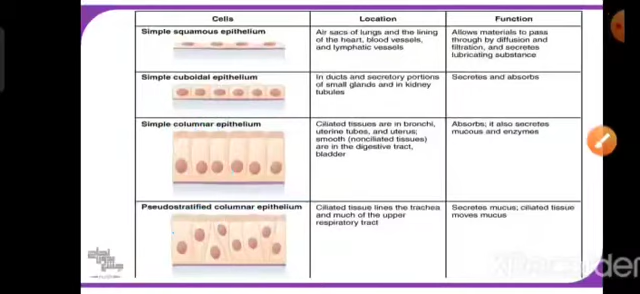 Cells
Location
Function
Simple squamous epithelium
Air sacs of lungs and the lining
of the heart, blood vessels,
and lymphatic vessels
Allows materials to pass
through by diffusion and
filtration, and secretes
lubricating substance
Simple cuboidal epithelium
In ducts and secretory portions
of small glands and in kidney
tubules
Secretes and absorbs
Simple columnar epithelium
Ciliated tissues are in bronchi,
uterine tubes, and uterus;
smooth (nonciliated tissues)
are in the digestive tract,
bladder
Absorbs; it also secretes
mucous and enzymes
Pseudostratified columnar epithelium
Ciliated tissue lines the trachea
and much of the upper
respiratory tract
Secretes mucus; ciliated tissue
moves mucus